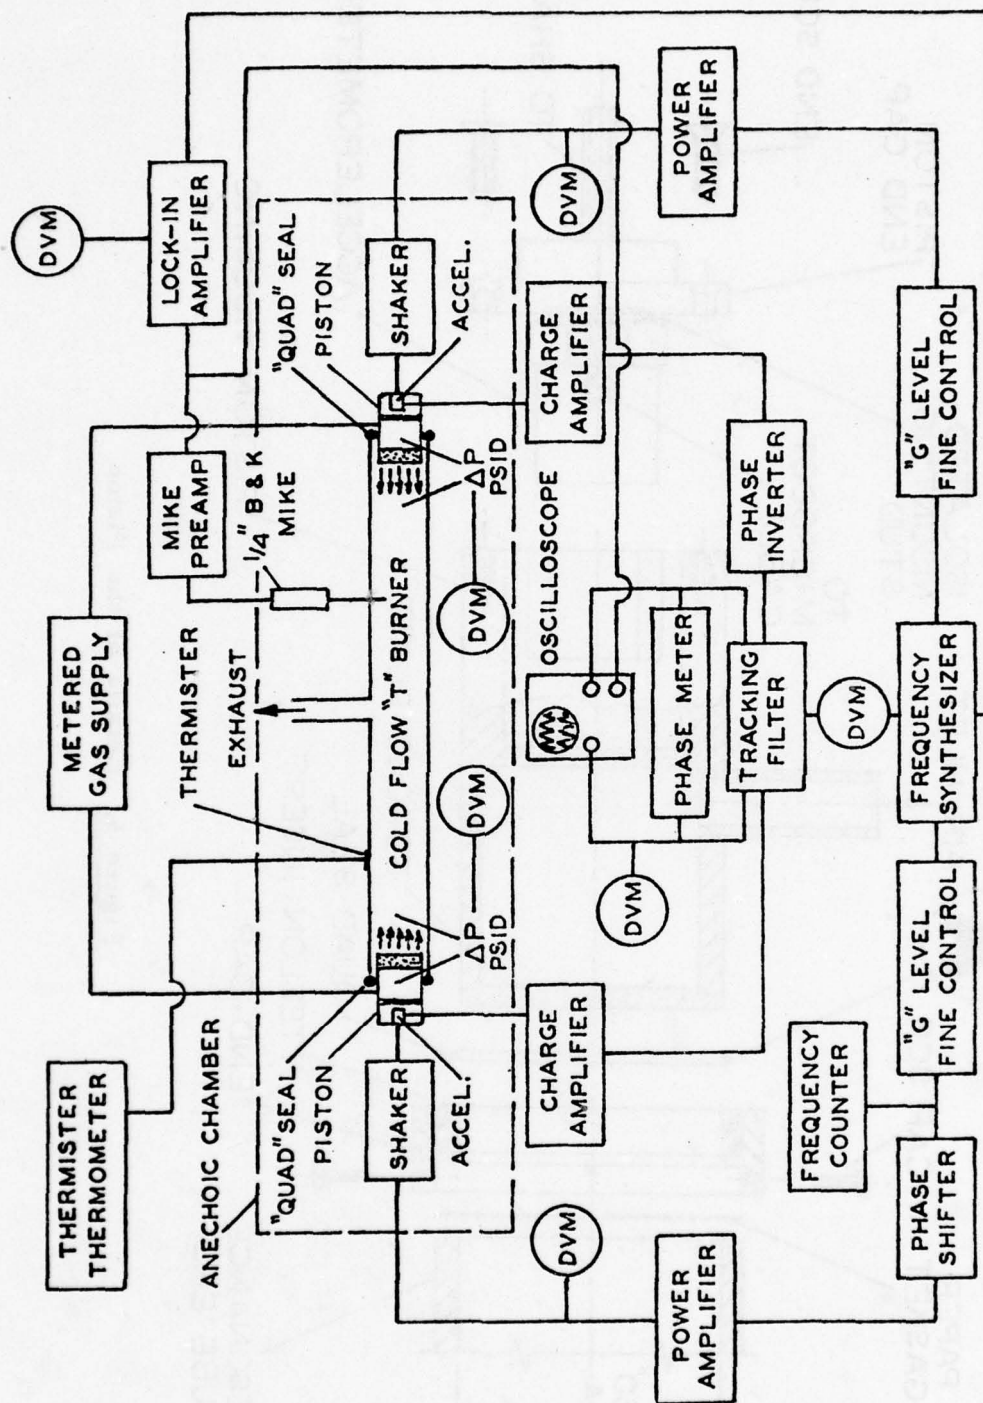 DVM
LOCK-IN
AMPLIFIER
MIKE
PREAMP
METERED
GAS SUPPLY
THERMISTER
THERMOMETER
ANECHOIC CHAMBER
THERMISTER
EXHAUST
1/4" B & K
MIKE
"QUAD" SEAL
PISTON
"QUAD" SEAL
PISTON
SHAKER
ACCEL.
COLD FLOW "T" BURNER
SHAKER
ACCEL.
ΔP
PSID
DVM
ΔP
PSID
DVM
DVM
CHARGE
AMPLIFIER
OSCILLOSCOPE
CHARGE
AMPLIFIER
DVM
DVM
PHASE METER
PHASE
INVERTER
TRACKING
FILTER
POWER
AMPLIFIER
POWER
AMPLIFIER
DVM
FREQUENCY
COUNTER
PHASE
SHIFTER
"G" LEVEL
FINE CONTROL
FREQUENCY
SYNTHESIZER
"G" LEVEL
FINE CONTROL